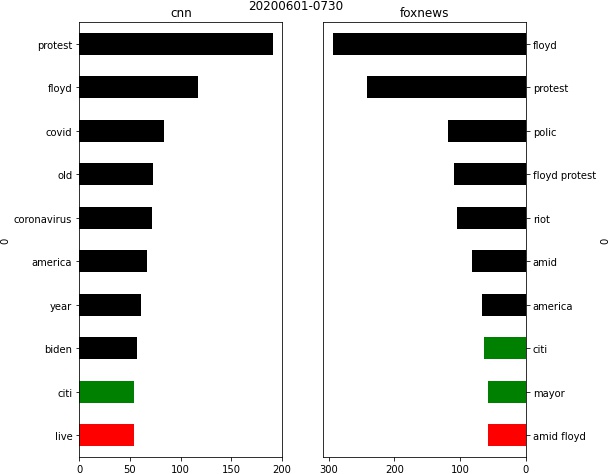 20200601-0730
cnn
foxnews
protest
floyd
covid
old
coronavirus
america
year
biden
citi
live
0
0 50 100 150 200
floyd
protest
polic
floyd protest
riot
amid
america
citi
mayor
amid floyd
0
300 200 100 0